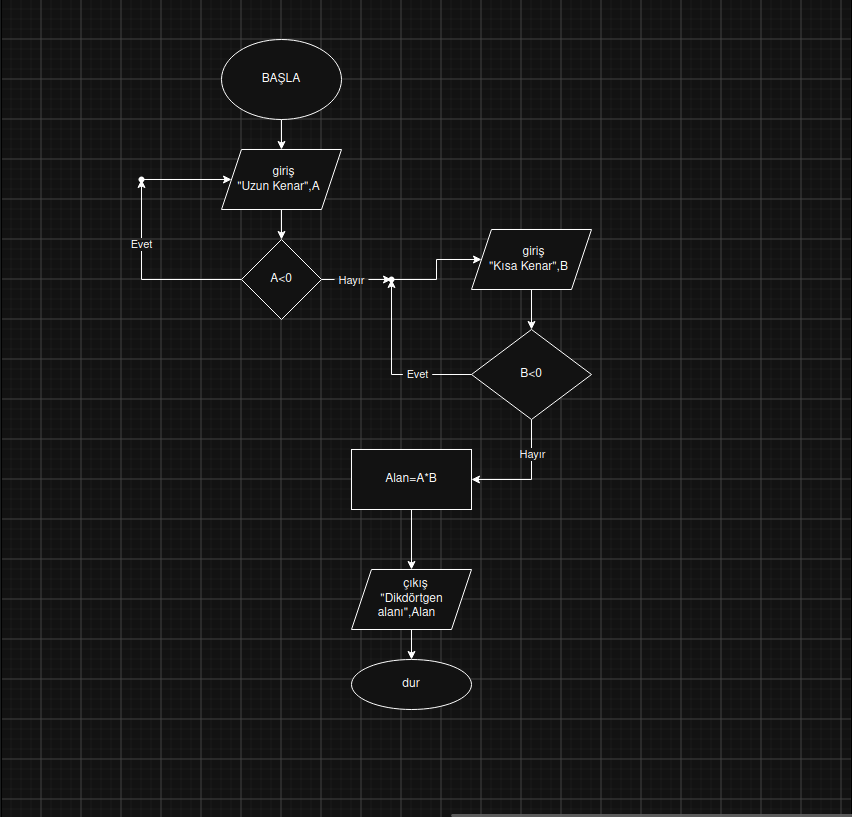 BAŞLA
giriş
"Uzun Kenar",A
Evet
A<0
Hayır
giriş
"Kısa Kenar",B
B<0
Evet
Hayır
Alan=A*B
çıkış
"Dikdörtgen
alanı",Alan
dur